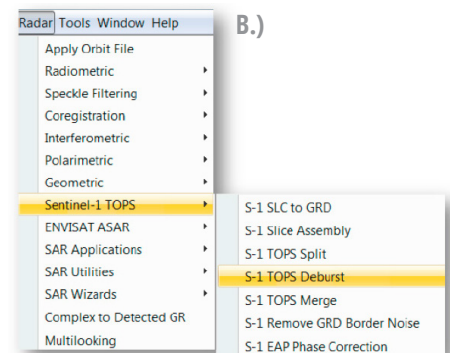 Radar Tools Window Help
B.)
Apply Orbit File
Radiometric
Speckle Filtering
Coregistration
Interferometric
Polarimetric
Geometric
Sentinel-1 TOPS
ENVISAT ASAR
SAR Applications
SAR Utilities
SAR Wizards
Complex to Detected GR
Multilooking
S-1 SLC to GRD
S-1 Slice Assembly
S-1 TOPS Split
S-1 TOPS Deburst
S-1 TOPS Merge
S-1 Remove GRD Border Noise
S-1 EAP Phase Correction